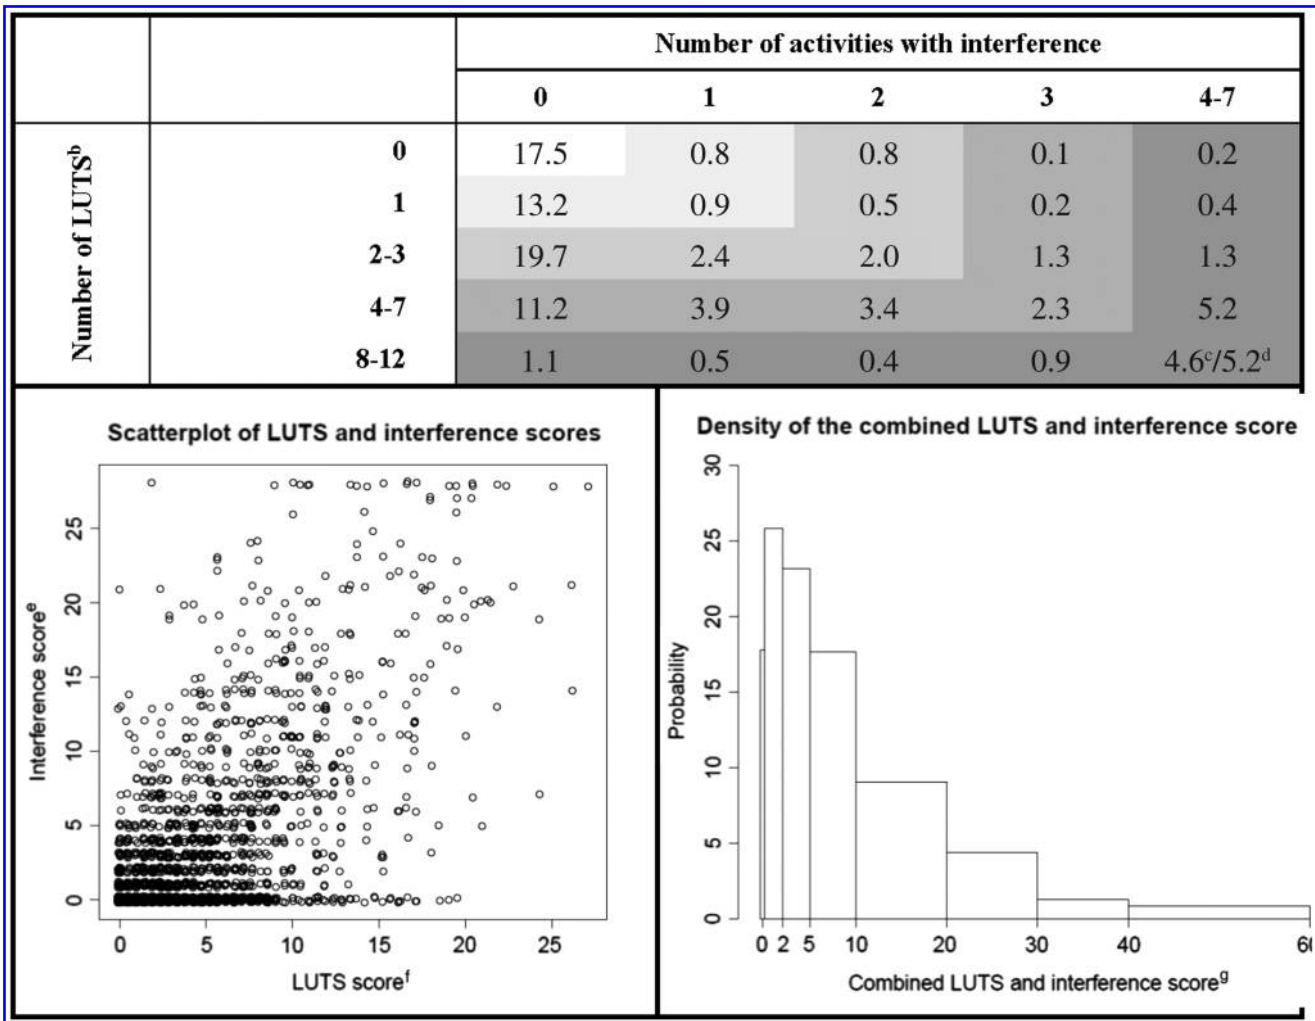 Number of activities with interference
0 1 2 3 4-7
Number of LUTSᵇ
0 17.5 0.8 0.8 0.1 0.2
1 13.2 0.9 0.5 0.2 0.4
2-3 19.7 2.4 2.0 1.3 1.3
4-7 11.2 3.9 3.4 2.3 5.2
8-12 1.1 0.5 0.4 0.9 4.6ᶜ/5.2ᵈ
Scatterplot of LUTS and interference scores
Interference scoreᵉ
25
20
15
10
5
0
0 5 10 15 20 25
LUTS scoreᶠ
Density of the combined LUTS and interference score
Probability
30
25
20
15
10
5
0
0 2 5 10 20 30 40 60
Combined LUTS and interference scoreᵍ